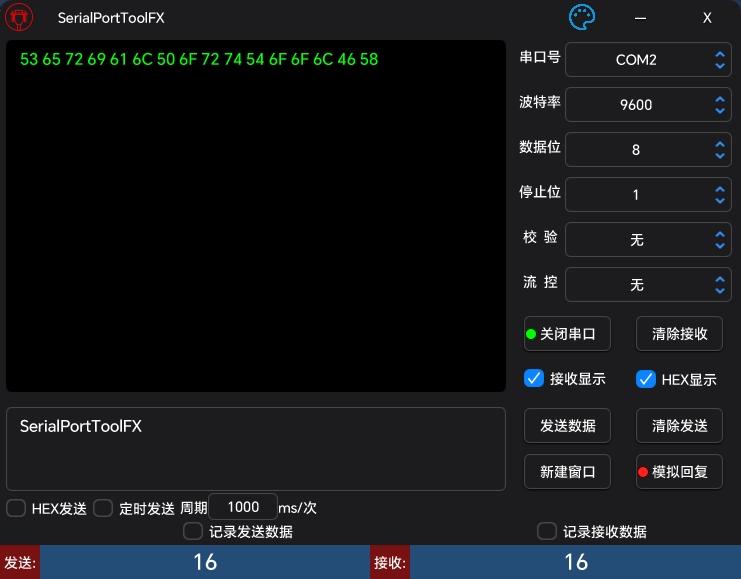 SerialPortToolFX
X
53 65 72 69 61 6C 50 6F 72 74 54 6F 6F 6C 46 58
串口号 COM2
波特率 9600
数据位 8
停止位 1
校 验 无
流 控 无
关闭串口 清除接收
接收显示 HEX显示
SerialPortToolFX
发送数据 清除发送
新建窗口 模拟回复
HEX发送 定时发送 周期 1000 ms/次
记录发送数据 记录接收数据
发送: 16 接收: 16